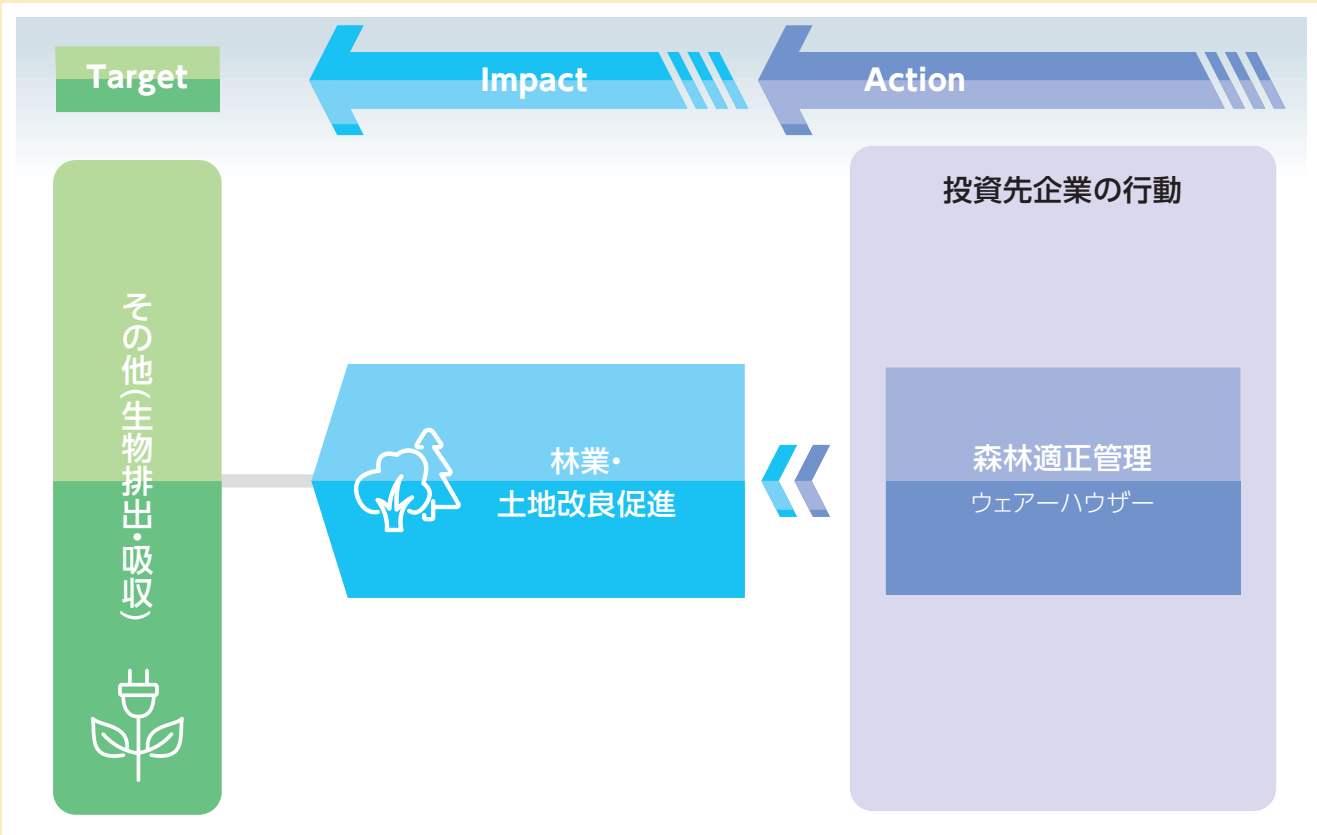 Target
Impact
Action
投資先企業の行動
その他(生物排出・吸収)
林業・
土地改良促進
森林適正管理
ウェアーハウザー